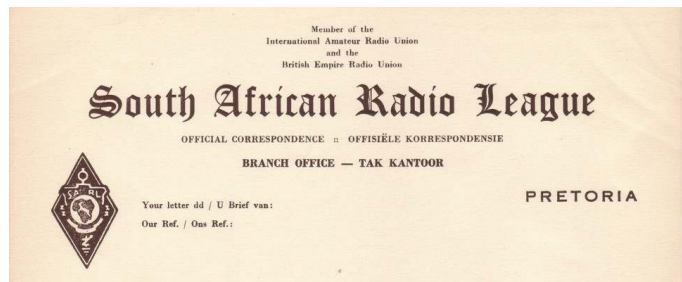 Member of the
International Amateur Radio Union
and the
British Empire Radio Union
South African Radio League
OFFICIAL CORRESPONDENCE :: OFFISIËLE KORRESPONDENSIE
BRANCH OFFICE — TAK KANTOOR
PRETORIA
SARL
Your letter dd / U Brief van:
Our Ref. / Ons Ref.: